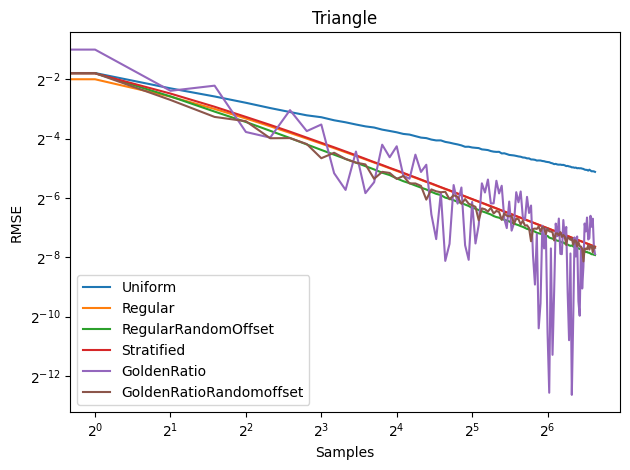 Triangle
RMSE
2^-2
2^-4
2^-6
2^-8
2^-10
2^-12
Uniform
Regular
RegularRandomOffset
Stratified
GoldenRatio
GoldenRatioRandomoffset
2^0 2^1 2^2 2^3 2^4 2^5 2^6
Samples